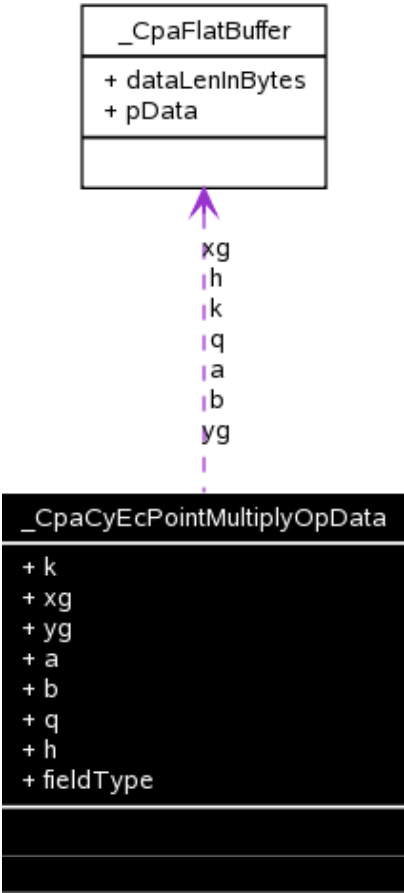 _CpaFlatBuffer
+ dataLenInBytes
+ pData
xg
h
k
q
a
b
yg
_CpaCyEcPointMultiplyOpData
+ k
+ xg
+ yg
+ a
+ b
+ q
+ h
+ fieldType